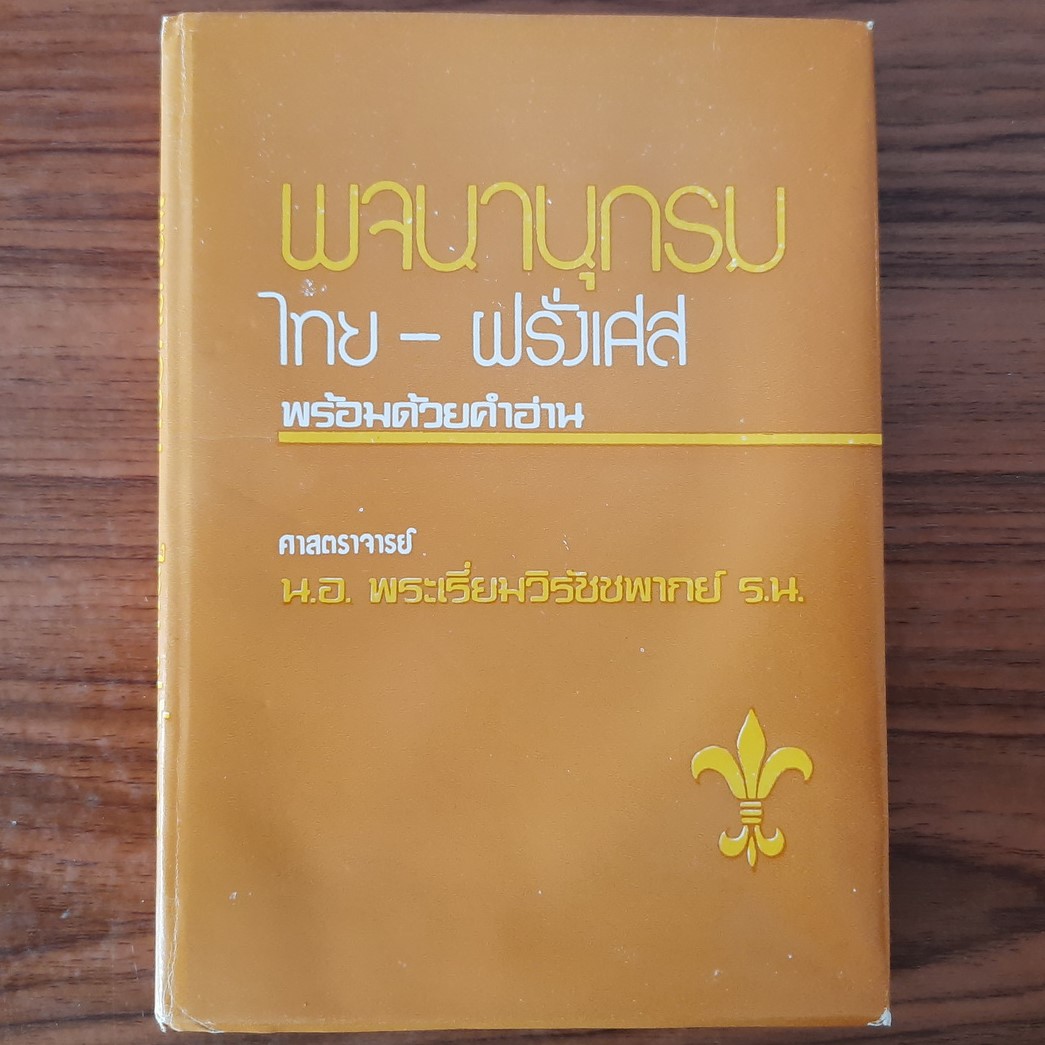 พจนานุกรม
ไทย – ฝรั่งเศส
พร้อมด้วยคำอ่าน
ศาสตราจารย์
น.อ. พระเรี่ยมวิรัชชพากย์ ร.น.